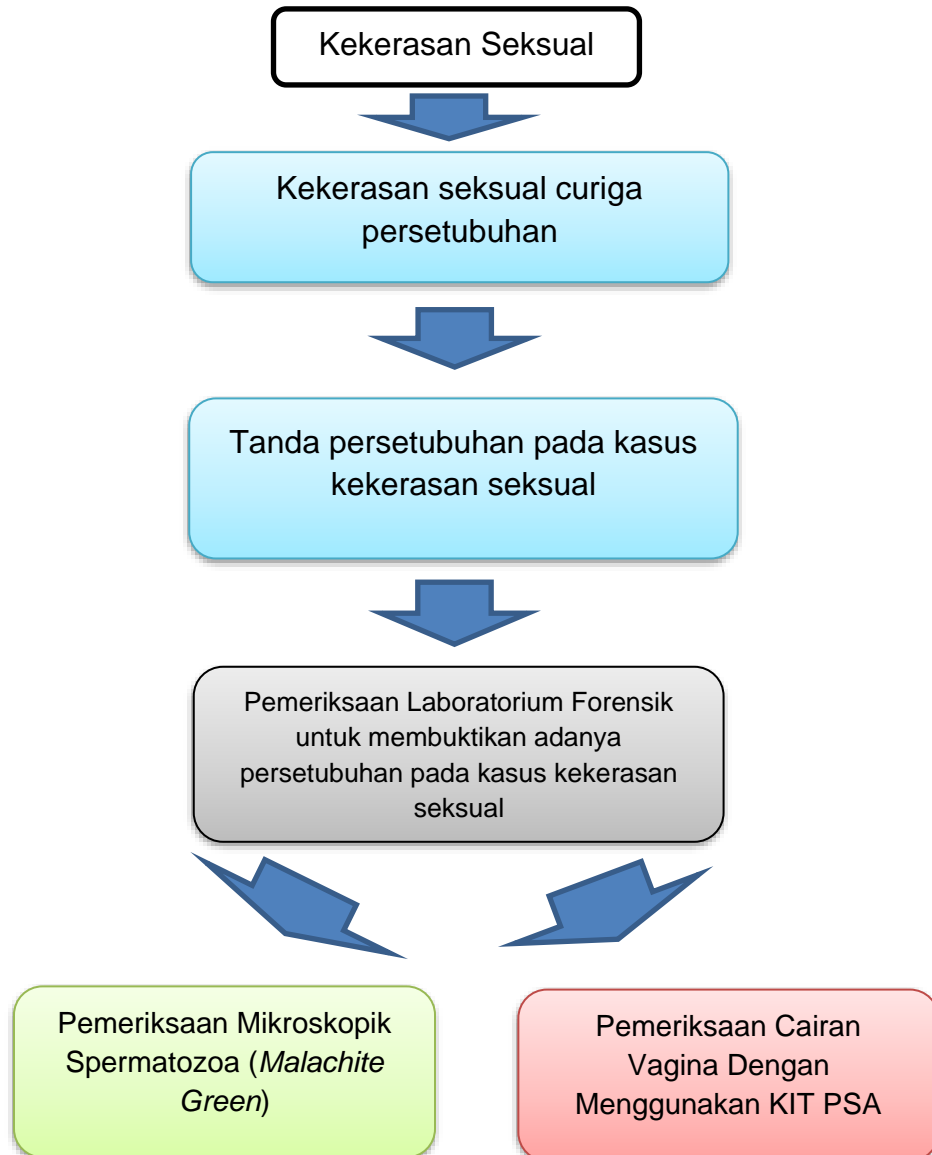 Kekerasan Seksual
Kekerasan seksual curiga
persetubuhan
Tanda persetubuhan pada kasus
kekerasan seksual
Pemeriksaan Laboratorium Forensik
untuk membuktikan adanya
persetubuhan pada kasus kekerasan
seksual
Pemeriksaan Mikroskopik
Spermatozoa (Malachite
Green)
Pemeriksaan Cairan
Vagina Dengan
Menggunakan KIT PSA